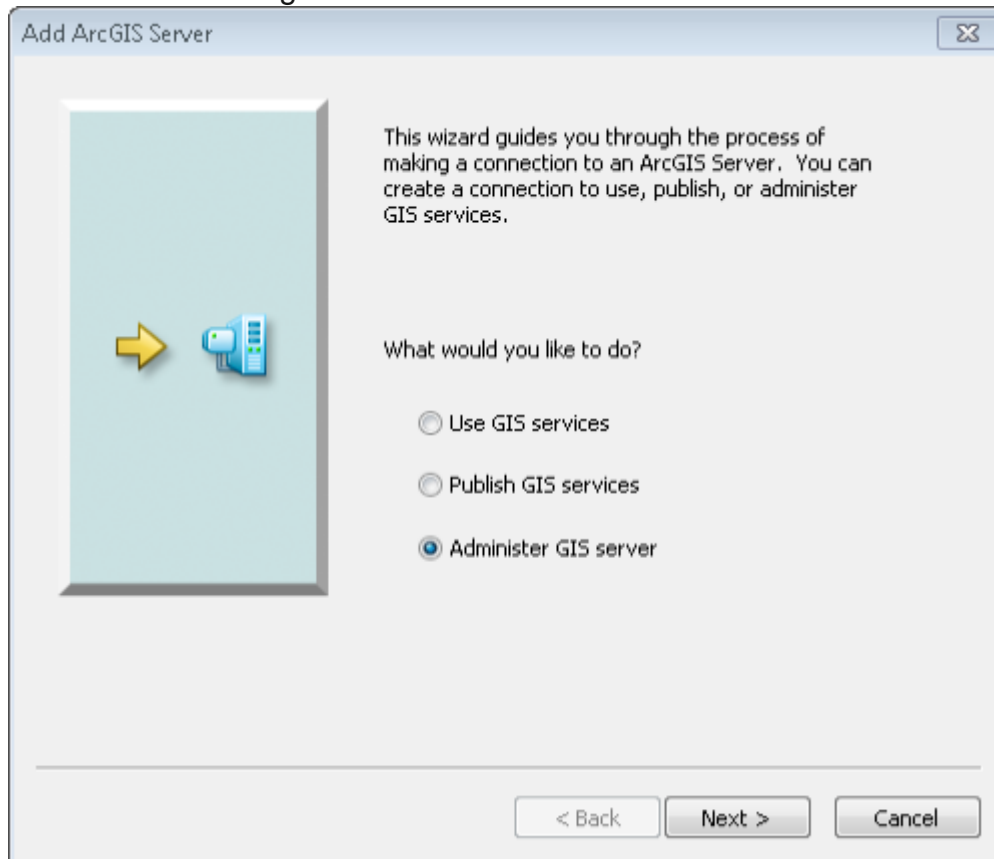 Add ArcGIS Server
This wizard guides you through the process of
making a connection to an ArcGIS Server.  You can
create a connection to use, publish, or administer
GIS services.
What would you like to do?
Use GIS services
Publish GIS services
Administer GIS server
< Back
Next >
Cancel